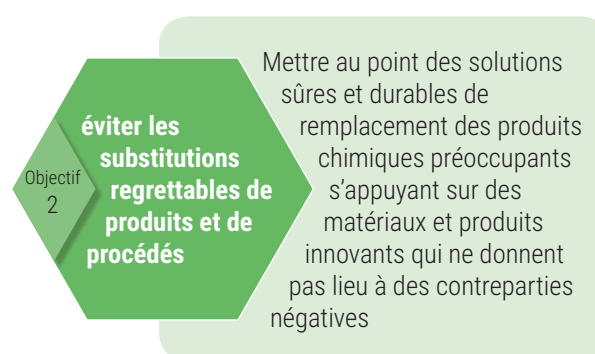 Objectif
2
éviter les
substitutions
regrettables de
produits et de
procédés
Mettre au point des solutions
sûres et durables de
remplacement des produits
chimiques préoccupants
s’appuyant sur des
matériaux et produits
innovants qui ne donnent
pas lieu à des contreparties
négatives